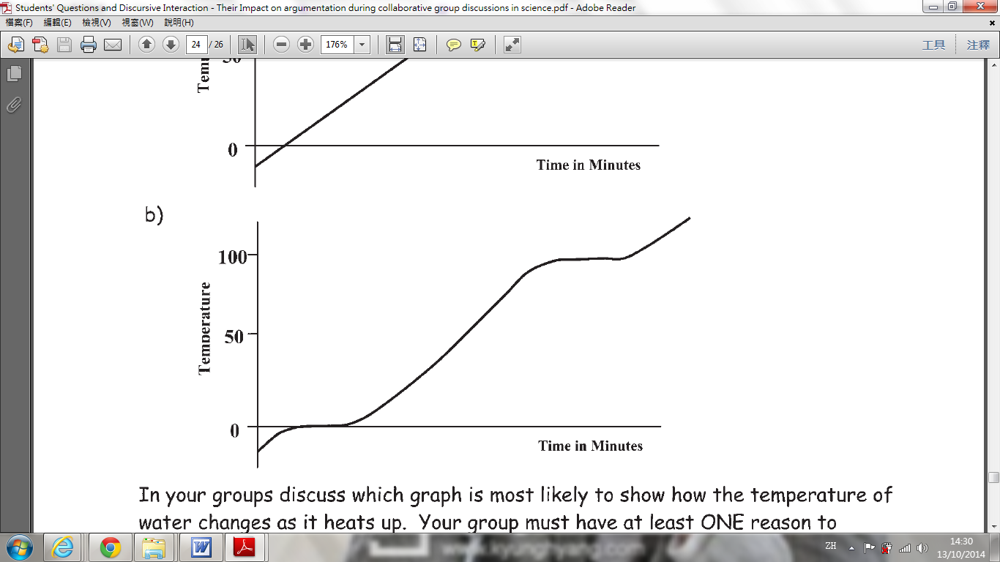 Students' Questions and Discursive Interaction - Their Impact on argumentation during collaborative group discussions in science.pdf - Adobe Reader
檔案(F) 編輯(E) 檢視(V) 視窗(W) 說明(H)
24 / 26 176% 工具 注釋
0
Time in Minutes
b)
100
50
0
Temperature
Time in Minutes
In your groups discuss which graph is most likely to show how the temperature of
water changes as it heats up. Your group must have at least ONE reason to
ZH 14:30
13/10/2014